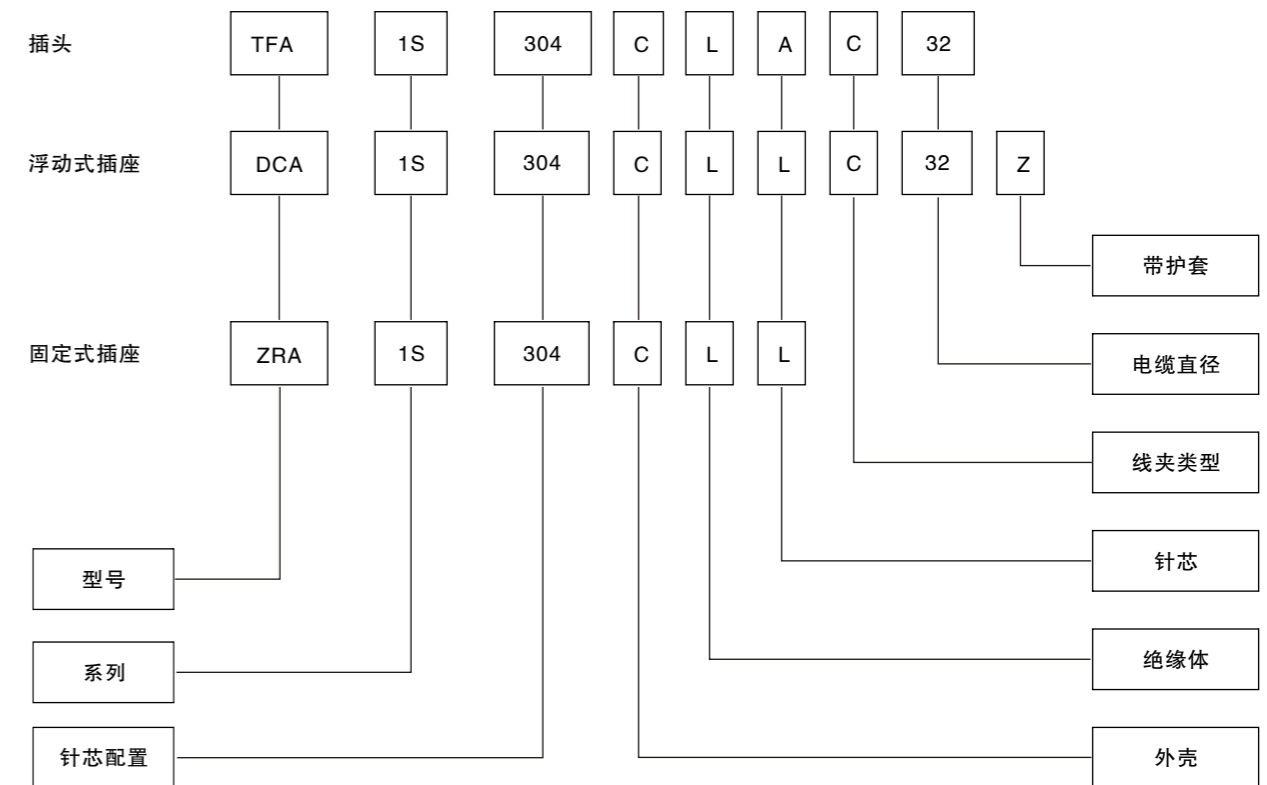 插头 TFA 1S 304 C L A C 32
浮动式插座 DCA 1S 304 C L L C 32 Z
带护套
固定式插座 ZRA 1S 304 C L L
电缆直径
线夹类型
针芯
型号
绝缘体
系列
针芯配置
外壳